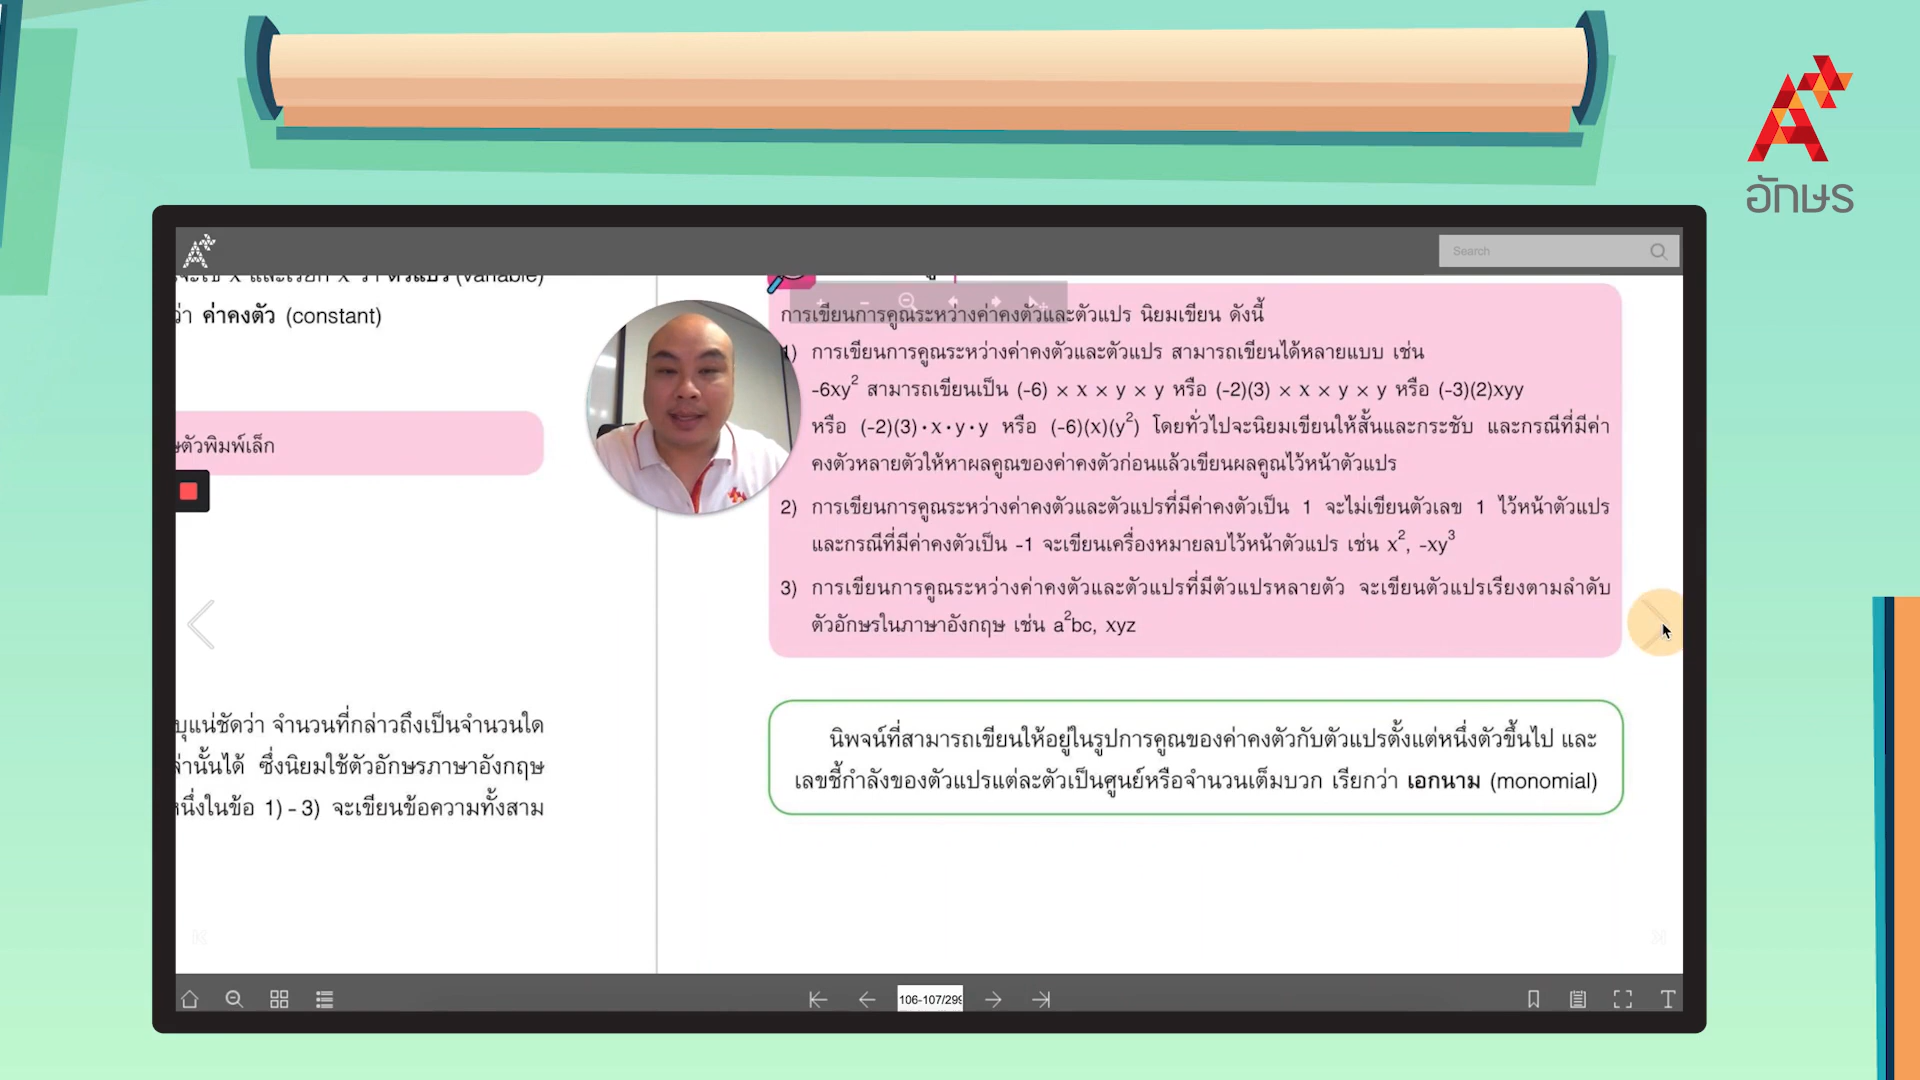 อักษร
Search
จะใช้ x และเรียก x ว่า ตัวแปร (variable)
ว่า ค่าคงตัว (constant)
ตัวพิมพ์เล็ก
แน่ชัดว่า จำนวนที่กล่าวถึงเป็นจำนวนใด
นั้นได้ ซึ่งนิยมใช้ตัวอักษรภาษาอังกฤษ
หนึ่งในข้อ 1) - 3) จะเขียนข้อความทั้งสาม
การเขียนการคูณระหว่างค่าคงตัวและตัวแปร นิยมเขียน ดังนี้
1) การเขียนการคูณระหว่างค่าคงตัวและตัวแปร สามารถเขียนได้หลายแบบ เช่น
-6xy² สามารถเขียนเป็น (-6) × x × y × y หรือ (-2)(3) × x × y × y หรือ (-3)(2)xyy
หรือ (-2)(3)•x•y•y หรือ (-6)(x)(y²) โดยทั่วไปจะนิยมเขียนให้สั้นและกระชับ และกรณีที่มีค่า
คงตัวหลายตัวให้หาผลคูณของค่าคงตัวก่อนแล้วเขียนผลคูณไว้หน้าตัวแปร
2) การเขียนการคูณระหว่างค่าคงตัวและตัวแปรที่มีค่าคงตัวเป็น 1 จะไม่เขียนตัวเลข 1 ไว้หน้าตัวแปร
และกรณีที่มีค่าคงตัวเป็น -1 จะเขียนเครื่องหมายลบไว้หน้าตัวแปร เช่น x², -xy³
3) การเขียนการคูณระหว่างค่าคงตัวและตัวแปรที่มีตัวแปรหลายตัว จะเขียนตัวแปรเรียงตามลำดับ
ตัวอักษรในภาษาอังกฤษ เช่น a²bc, xyz
นิพจน์ที่สามารถเขียนให้อยู่ในรูปการคูณของค่าคงตัวกับตัวแปรตั้งแต่หนึ่งตัวขึ้นไป และ
เลขชี้กำลังของตัวแปรแต่ละตัวเป็นศูนย์หรือจำนวนเต็มบวก เรียกว่า เอกนาม (monomial)
106-107/299